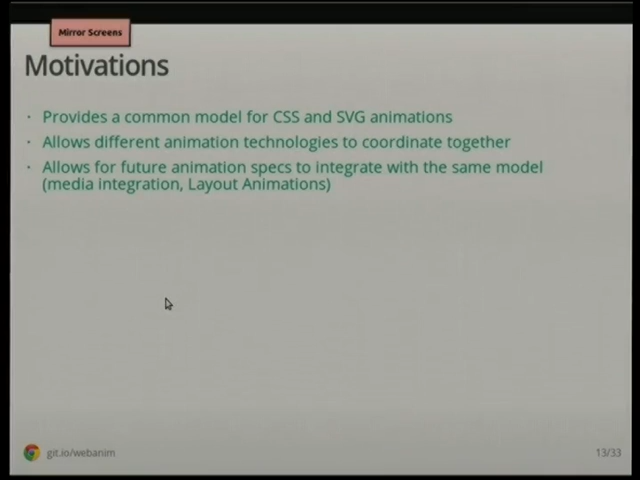 Mirror Screens
Motivations
· Provides a common model for CSS and SVG animations
· Allows different animation technologies to coordinate together
· Allows for future animation specs to integrate with the same model
(media integration, Layout Animations)
git.io/webanim
13/33